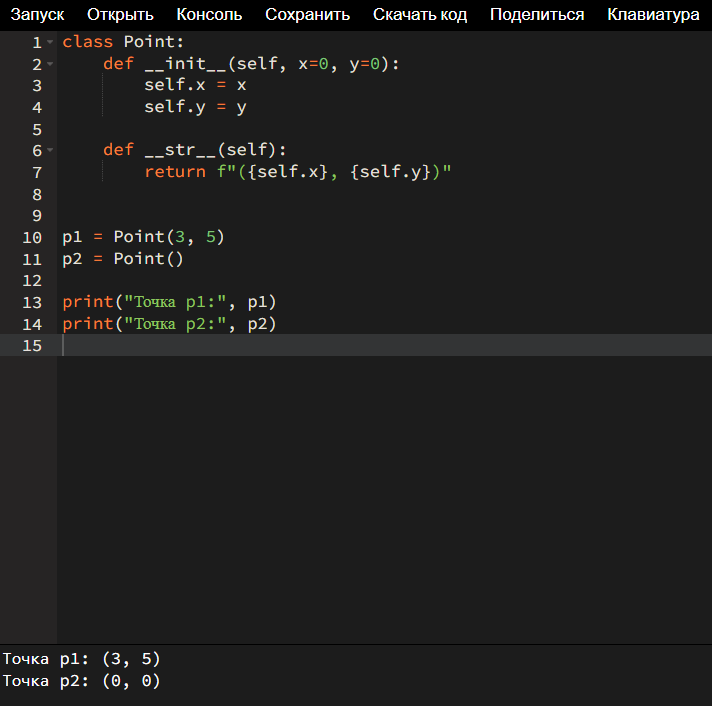 Запуск Открыть Консоль Сохранить Скачать код Поделиться Клавиатура
1 class Point:
2     def __init__(self, x=0, y=0):
3         self.x = x
4         self.y = y
5
6     def __str__(self):
7         return f"({self.x}, {self.y})"
8
9
10 p1 = Point(3, 5)
11 p2 = Point()
12
13 print("Точка p1:", p1)
14 print("Точка p2:", p2)
15
Точка p1: (3, 5)
Точка p2: (0, 0)